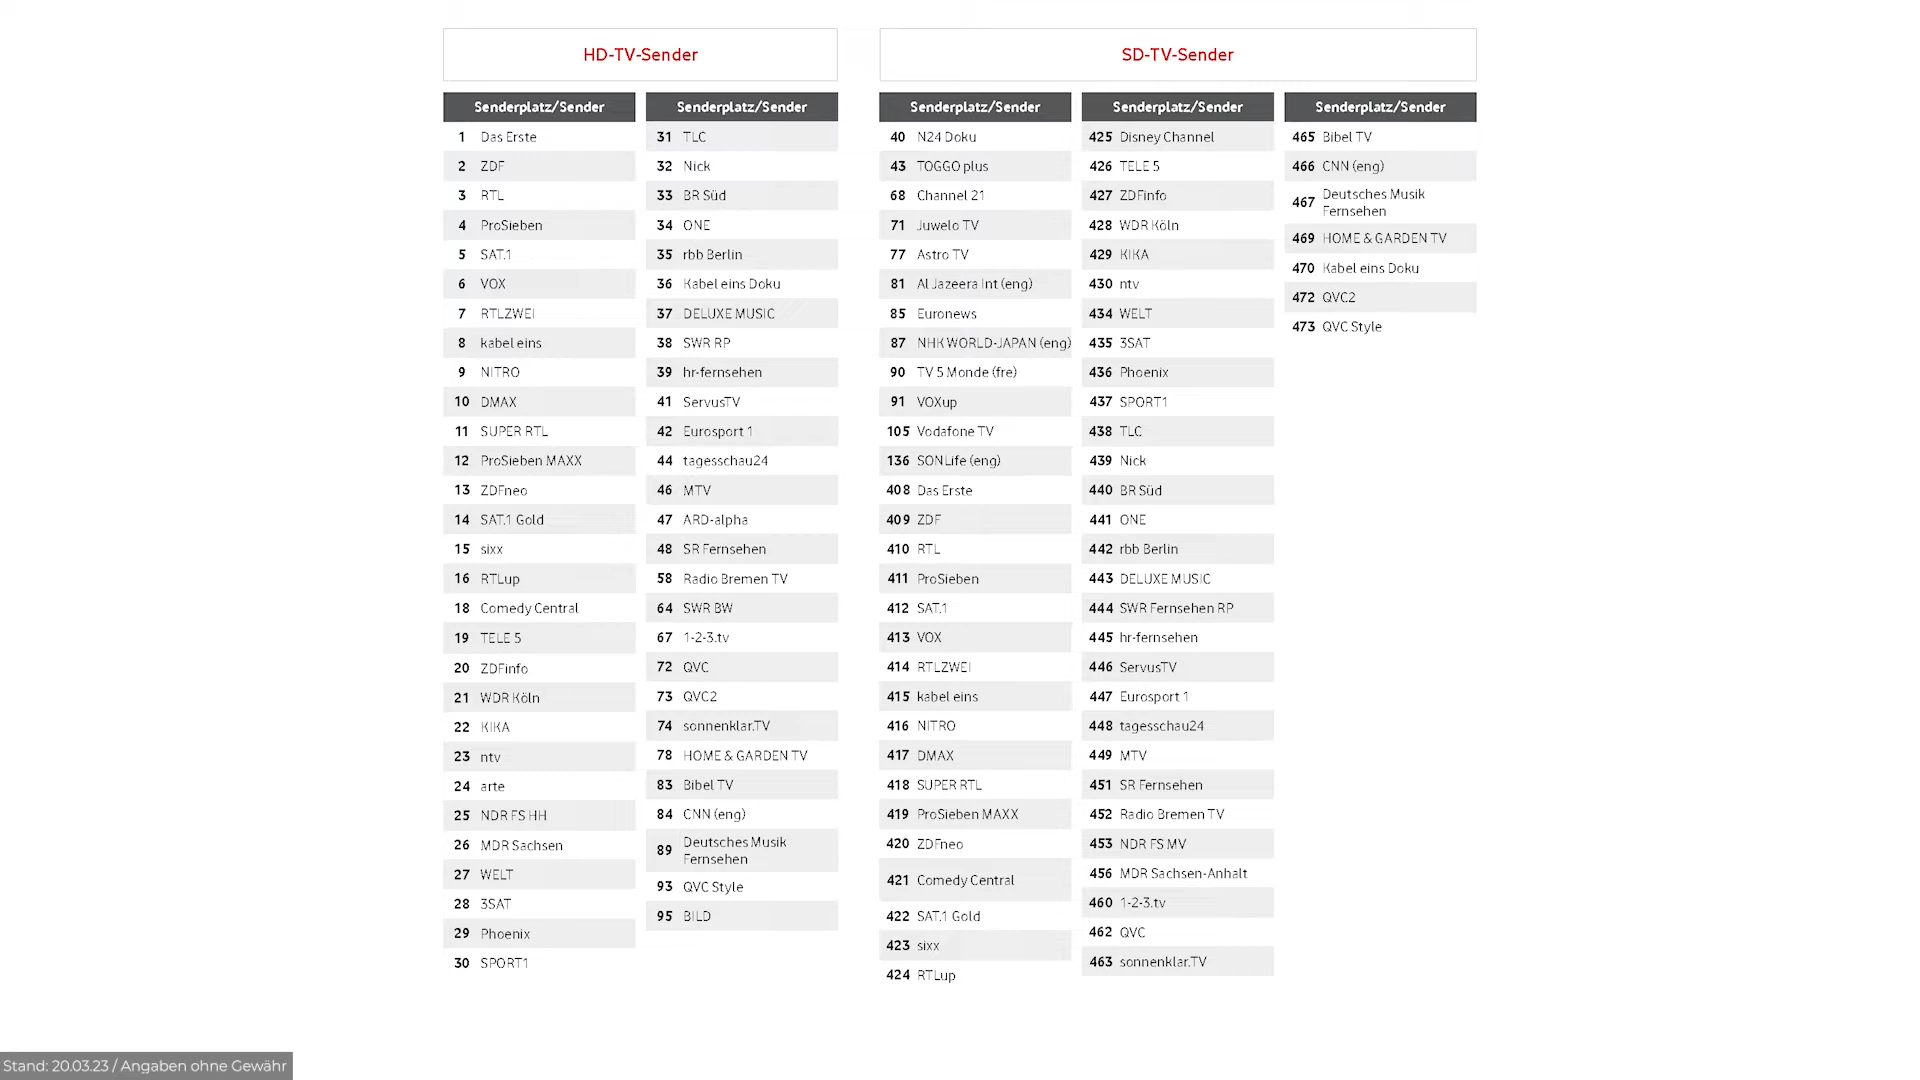 HD-TV-Sender
SD-TV-Sender
Senderplatz/Sender
1 Das Erste
2 ZDF
3 RTL
4 ProSieben
5 SAT.1
6 VOX
7 RTLZWEI
8 kabel eins
9 NITRO
10 DMAX
11 SUPER RTL
12 ProSieben MAXX
13 ZDFneo
14 SAT.1 Gold
15 sixx
16 RTLup
18 Comedy Central
19 TELE 5
20 ZDFinfo
21 WDR Köln
22 KIKA
23 ntv
24 arte
25 NDR FS HH
26 MDR Sachsen
27 WELT
28 3SAT
29 Phoenix
30 SPORT1
Senderplatz/Sender
31 TLC
32 Nick
33 BR Süd
34 ONE
35 rbb Berlin
36 Kabel eins Doku
37 DELUXE MUSIC
38 SWR RP
39 hr-fernsehen
41 ServusTV
42 Eurosport 1
44 tagesschau24
46 MTV
47 ARD-alpha
48 SR Fernsehen
58 Radio Bremen TV
64 SWR BW
67 1-2-3.tv
72 QVC
73 QVC2
74 sonnenklar.TV
78 HOME & GARDEN TV
83 Bibel TV
84 CNN (eng)
89 Deutsches Musik
Fernsehen
93 QVC Style
95 BILD
Senderplatz/Sender
40 N24 Doku
43 TOGGO plus
68 Channel 21
71 Juwelo TV
77 Astro TV
81 Al Jazeera Int (eng)
85 Euronews
87 NHK WORLD-JAPAN (eng)
90 TV 5 Monde (fre)
91 VOXup
105 Vodafone TV
136 SONLife (eng)
408 Das Erste
409 ZDF
410 RTL
411 ProSieben
412 SAT.1
413 VOX
414 RTLZWEI
415 kabel eins
416 NITRO
417 DMAX
418 SUPER RTL
419 ProSieben MAXX
420 ZDFneo
421 Comedy Central
422 SAT.1 Gold
423 sixx
424 RTLup
Senderplatz/Sender
425 Disney Channel
426 TELE 5
427 ZDFinfo
428 WDR Köln
429 KIKA
430 ntv
434 WELT
435 3SAT
436 Phoenix
437 SPORT1
438 TLC
439 Nick
440 BR Süd
441 ONE
442 rbb Berlin
443 DELUXE MUSIC
444 SWR Fernsehen RP
445 hr-fernsehen
446 ServusTV
447 Eurosport 1
448 tagesschau24
449 MTV
451 SR Fernsehen
452 Radio Bremen TV
453 NDR FS MV
456 MDR Sachsen-Anhalt
460 1-2-3.tv
462 QVC
463 sonnenklar.TV
Senderplatz/Sender
465 Bibel TV
466 CNN (eng)
467 Deutsches Musik
Fernsehen
469 HOME & GARDEN TV
470 Kabel eins Doku
472 QVC2
473 QVC Style
Stand: 20.03.23 / Angaben ohne Gewähr